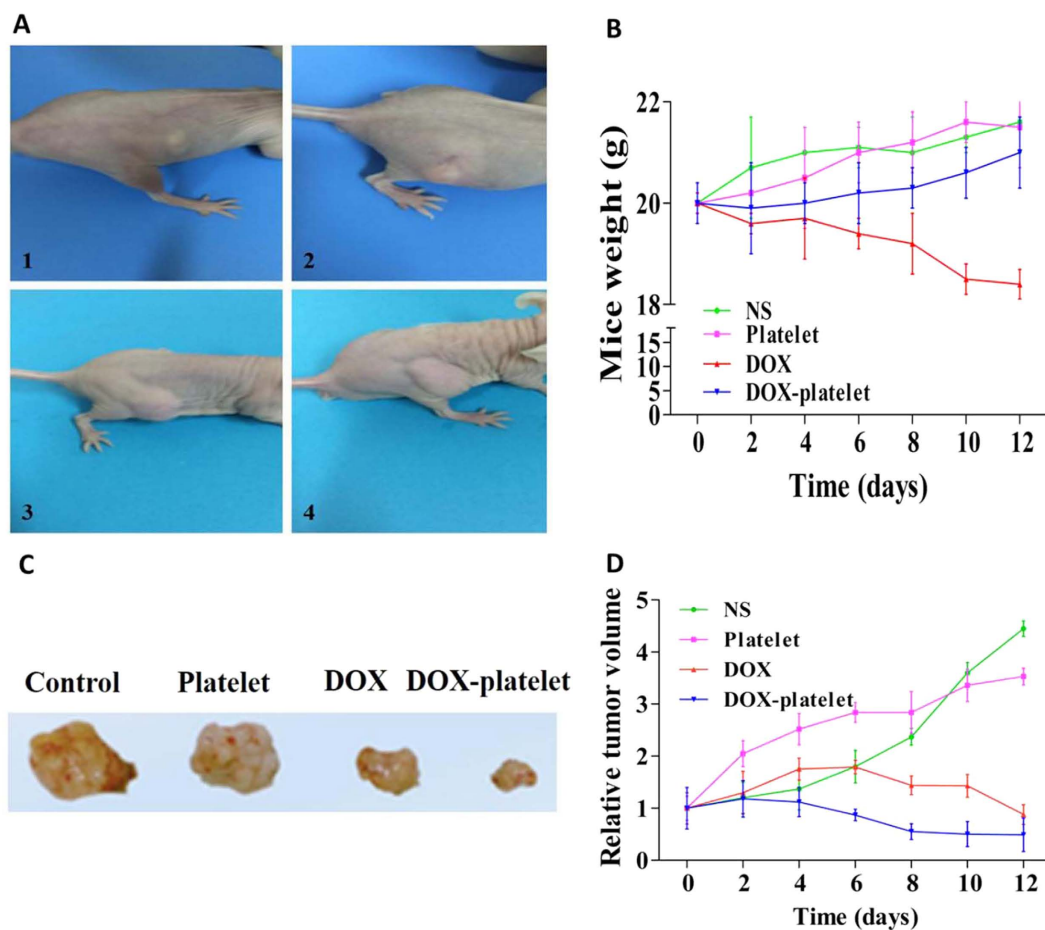 A
1
2
3
4
B
Mice weight (g)
22
20
18
15
10
5
0
NS
Platelet
DOX
DOX-platelet
0 2 4 6 8 10 12
Time (days)
C
Control Platelet DOX DOX-platelet
D
Relative tumor volume
5
4
3
2
1
0
NS
Platelet
DOX
DOX-platelet
0 2 4 6 8 10 12
Time (days)